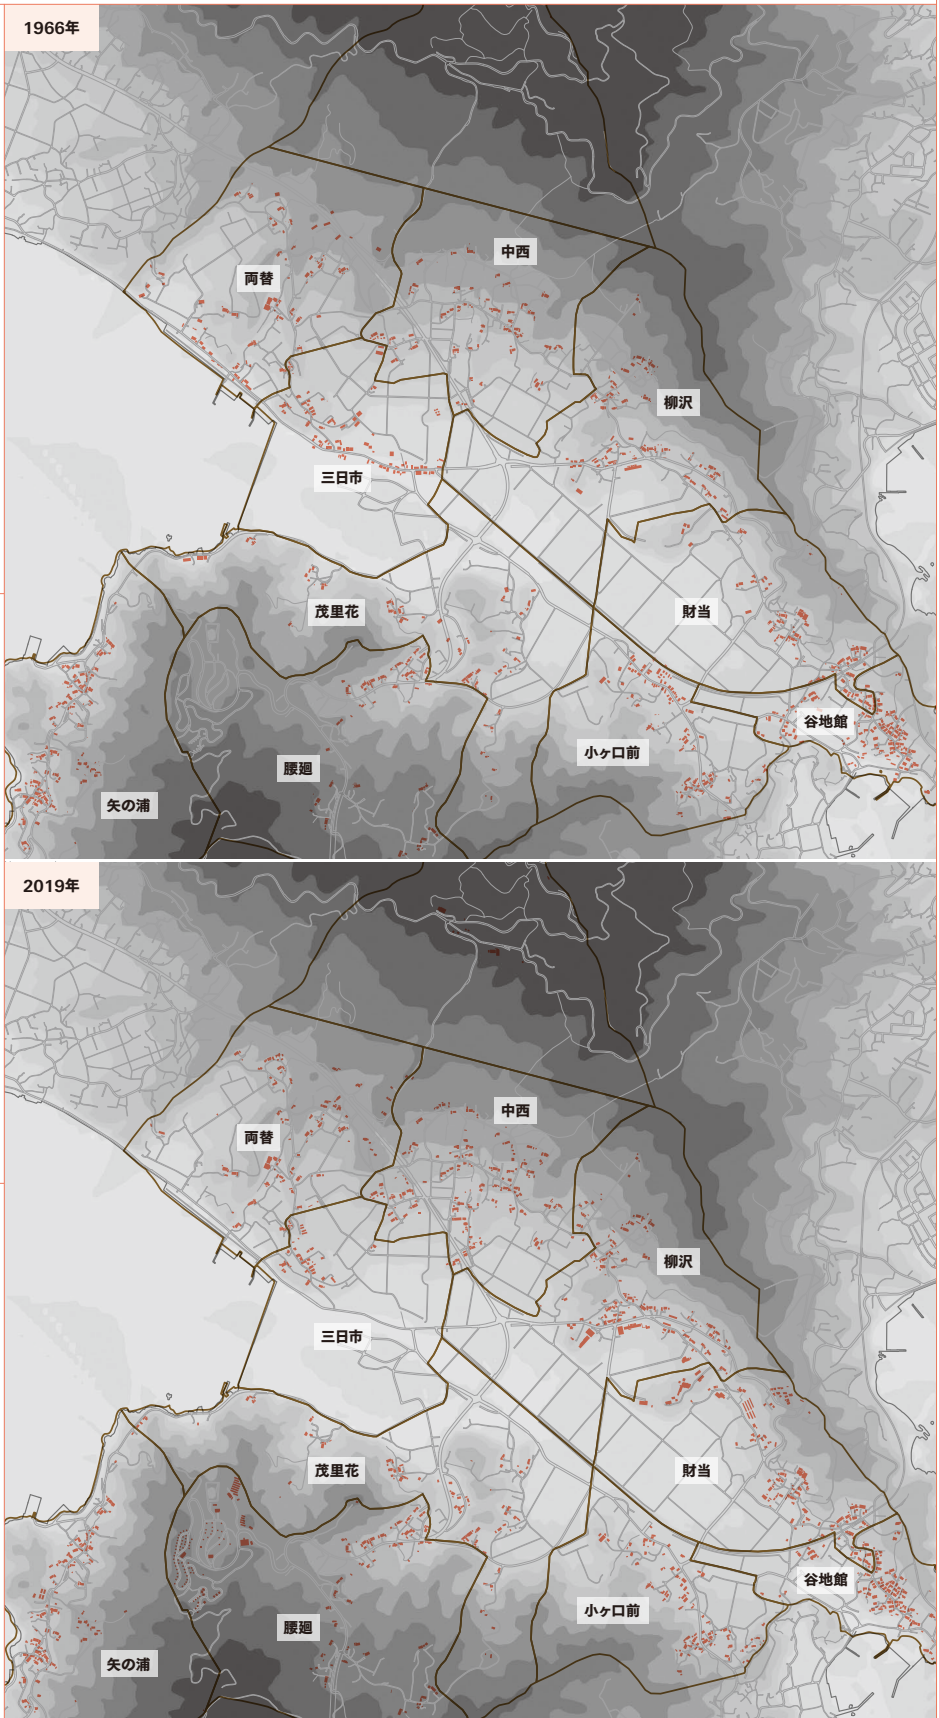 1966年
中西
両替
柳沢
三日市
茂里花
財当
谷地館
小ヶ口前
腰廻
矢の浦
2019年
中西
両替
柳沢
三日市
茂里花
財当
谷地館
小ヶ口前
腰廻
矢の浦